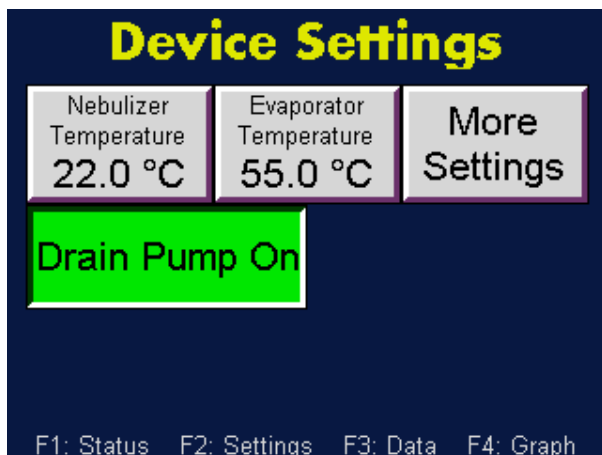 Device Settings
Nebulizer
Temperature
22.0 °C
Evaporator
Temperature
55.0 °C
More
Settings
Drain Pump On
F1: Status F2: Settings F3: Data F4: Graph